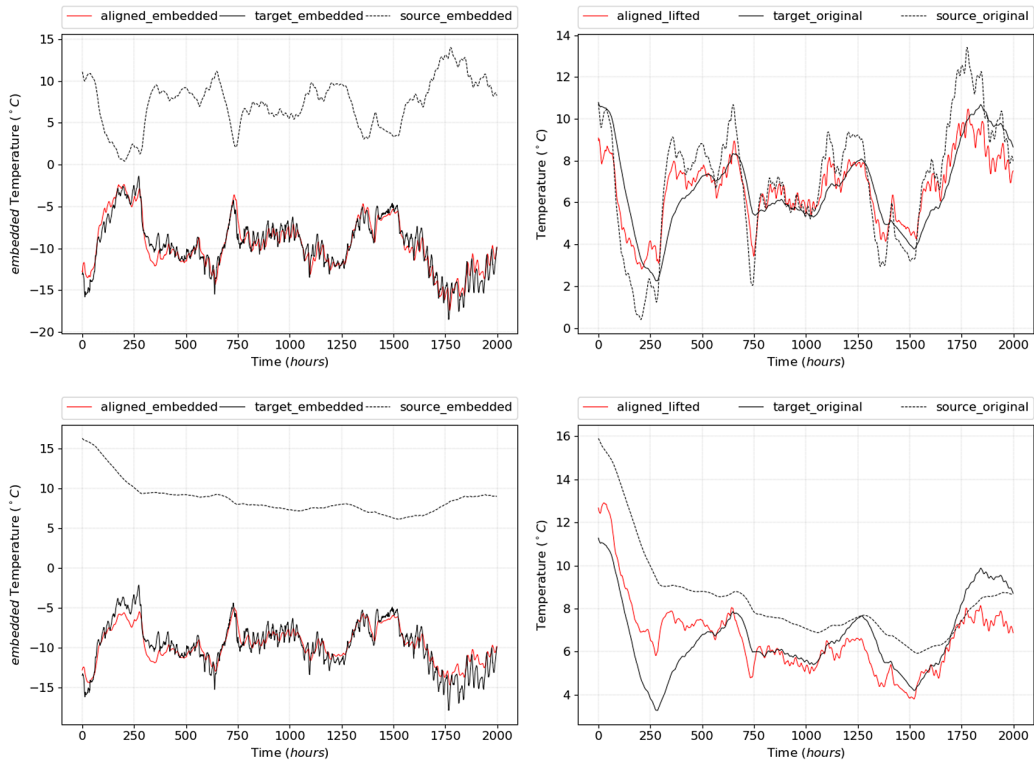 aligned_embedded target_embedded source_embedded
15
10
5
0
−5
−10
−15
−20
embedded Temperature (°C)
0 250 500 750 1000 1250 1500 1750 2000
Time (hours)
aligned_lifted target_original source_original
14
12
10
8
6
4
2
0
Temperature (°C)
0 250 500 750 1000 1250 1500 1750 2000
Time (hours)
aligned_embedded target_embedded source_embedded
15
10
5
0
−5
−10
−15
embedded Temperature (°C)
0 250 500 750 1000 1250 1500 1750 2000
Time (hours)
aligned_lifted target_original source_original
16
14
12
10
8
6
4
Temperature (°C)
0 250 500 750 1000 1250 1500 1750 2000
Time (hours)